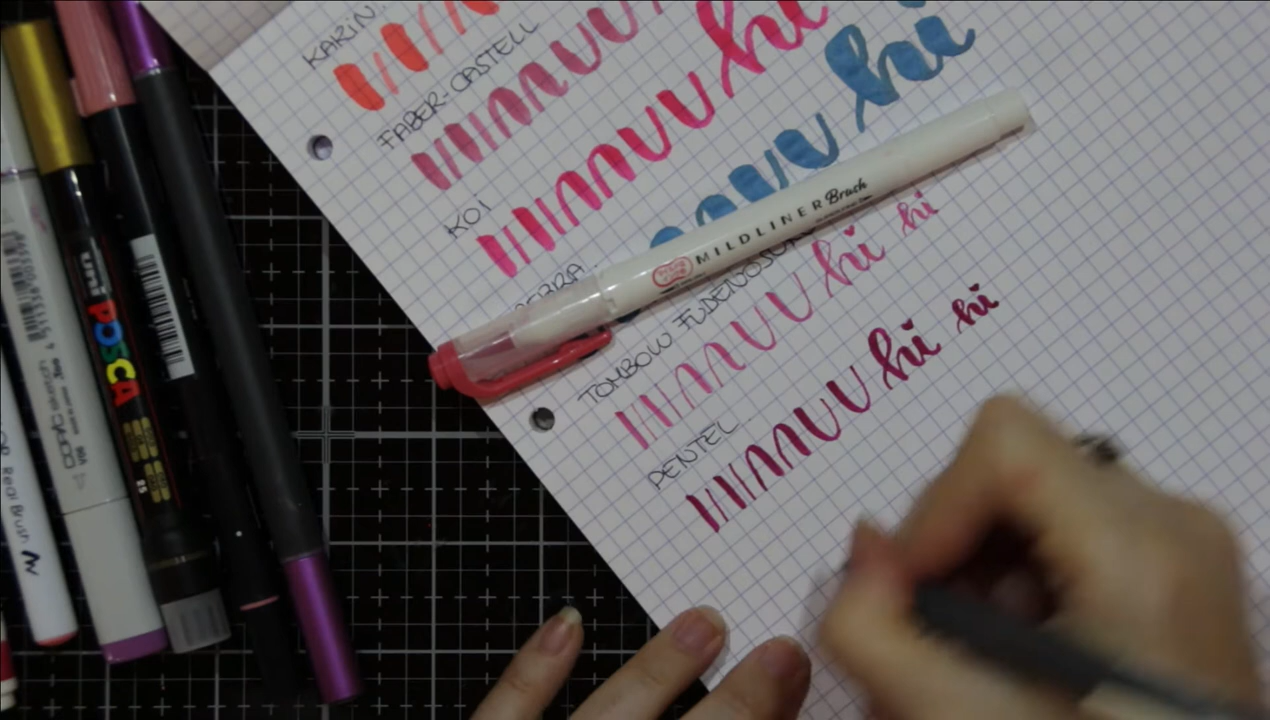 KARIN
FABER-CASTELL
KOI
hi
hi
MILDLINER Brush
TOMBOW FUDENOSUKE
hi hi
PENTEL
hi hi
uni POSCA
COPIC ciao
Real Brush